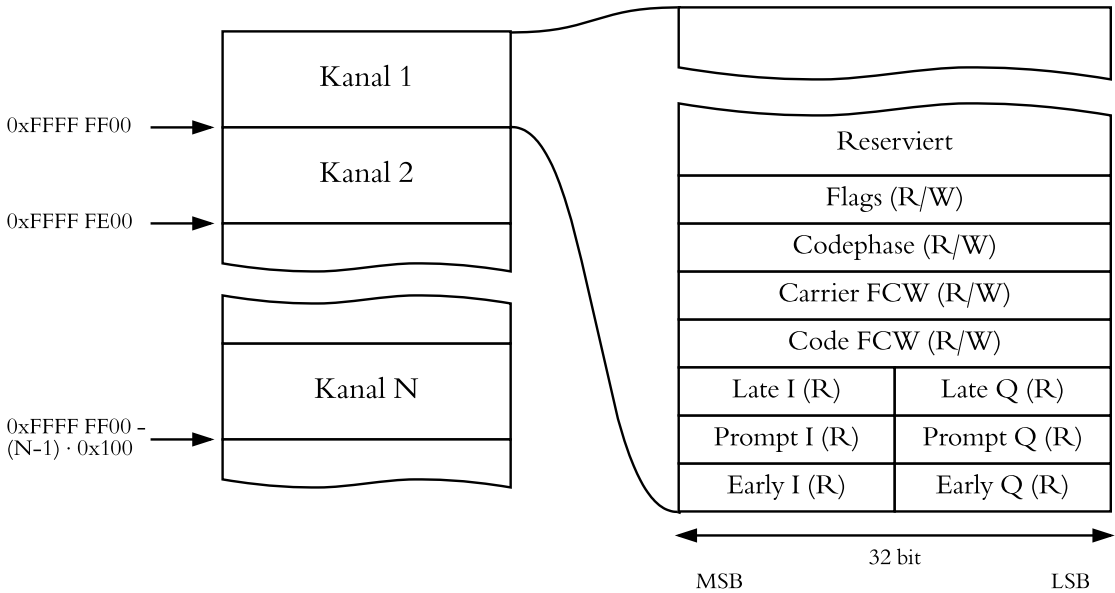 Kanal 1
0xFFFF FF00
Kanal 2
0xFFFF FE00
Kanal N
0xFFFF FF00 -
(N-1) · 0x100
Reserviert
Flags (R/W)
Codephase (R/W)
Carrier FCW (R/W)
Code FCW (R/W)
Late I (R) Late Q (R)
Prompt I (R) Prompt Q (R)
Early I (R) Early Q (R)
32 bit
MSB LSB